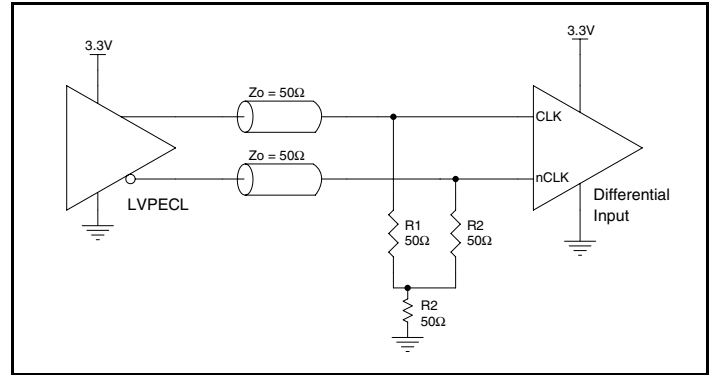 3.3V
3.3V
Zo = 50Ω
CLK
Zo = 50Ω
nCLK
LVPECL
Differential
Input
R1
50Ω
R2
50Ω
R2
50Ω